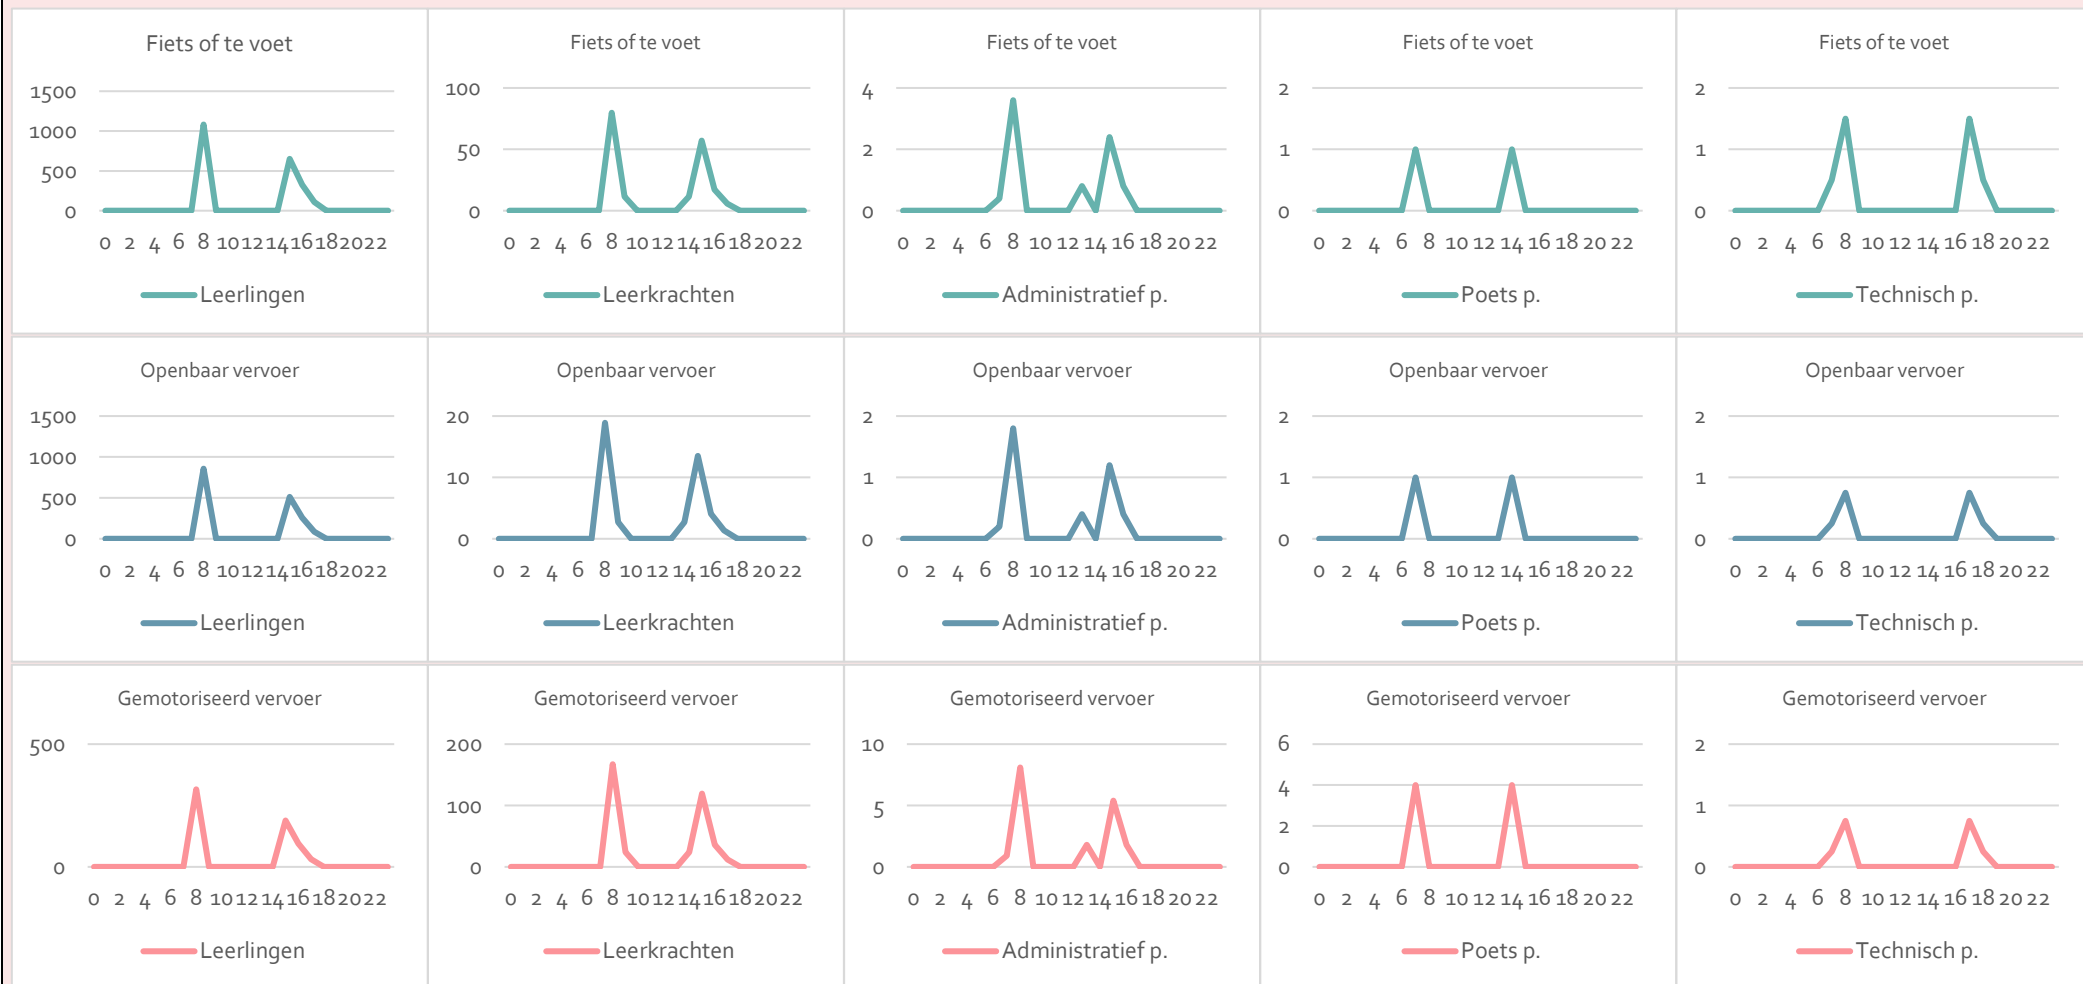 Fiets of te voet
1500
1000
500
0
0 2 4 6 8 10 12 14 16 18 20 22
Leerlingen
Fiets of te voet
100
50
0
0 2 4 6 8 10 12 14 16 18 20 22
Leerkrachten
Fiets of te voet
4
2
0
0 2 4 6 8 10 12 14 16 18 20 22
Administratief p.
Fiets of te voet
2
1
0
0 2 4 6 8 10 12 14 16 18 20 22
Poets p.
Fiets of te voet
2
1
0
0 2 4 6 8 10 12 14 16 18 20 22
Technisch p.
Openbaar vervoer
1500
1000
500
0
0 2 4 6 8 10 12 14 16 18 20 22
Leerlingen
Openbaar vervoer
20
10
0
0 2 4 6 8 10 12 14 16 18 20 22
Leerkrachten
Openbaar vervoer
2
1
0
0 2 4 6 8 10 12 14 16 18 20 22
Administratief p.
Openbaar vervoer
2
1
0
0 2 4 6 8 10 12 14 16 18 20 22
Poets p.
Openbaar vervoer
2
1
0
0 2 4 6 8 10 12 14 16 18 20 22
Technisch p.
Gemotoriseerd vervoer
500
0
0 2 4 6 8 10 12 14 16 18 20 22
Leerlingen
Gemotoriseerd vervoer
200
100
0
0 2 4 6 8 10 12 14 16 18 20 22
Leerkrachten
Gemotoriseerd vervoer
10
5
0
0 2 4 6 8 10 12 14 16 18 20 22
Administratief p.
Gemotoriseerd vervoer
6
4
2
0
0 2 4 6 8 10 12 14 16 18 20 22
Poets p.
Gemotoriseerd vervoer
2
1
0
0 2 4 6 8 10 12 14 16 18 20 22
Technisch p.